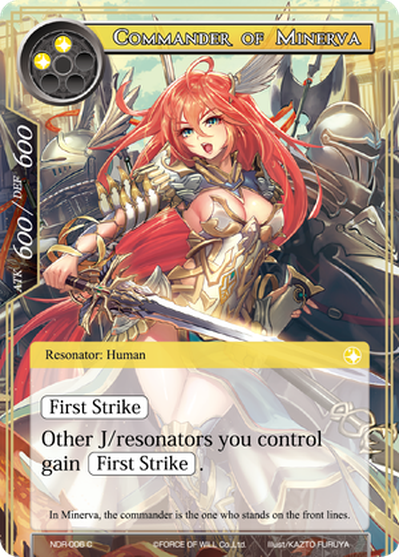 Commander of Minerva
ATK 600 / DEF 600
Resonator: Human
First Strike
Other J/resonators you control
gain First Strike .
In Minerva, the commander is the one who stands on the front lines.
NDR-006 C ©FORCE OF WILL Co.,Ltd. Illust/KAZTO FURUYA